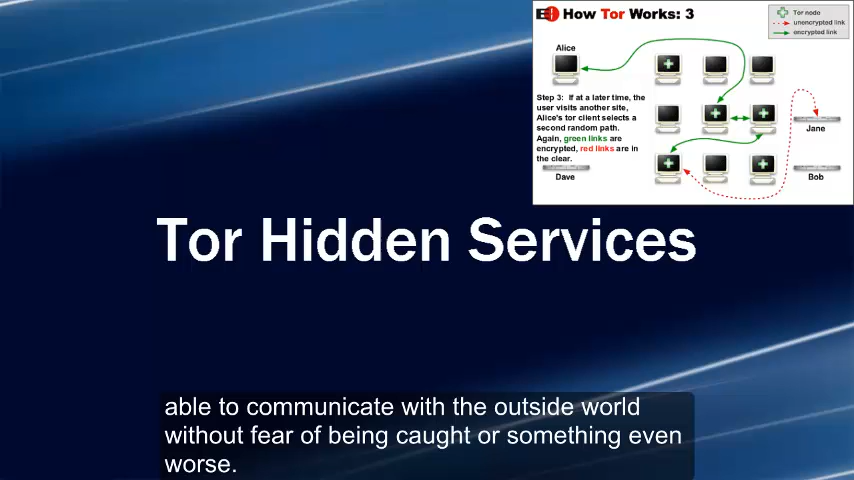 How Tor Works: 3
Tor node
unencrypted link
encrypted link
Alice
Step 3: If at a later time, the
user visits another site,
Alice's tor client selects a
second random path.
Again, green links are
encrypted, red links are in
the clear.
Jane
Dave
Bob
Tor Hidden Services
able to communicate with the outside world
without fear of being caught or something even
worse.